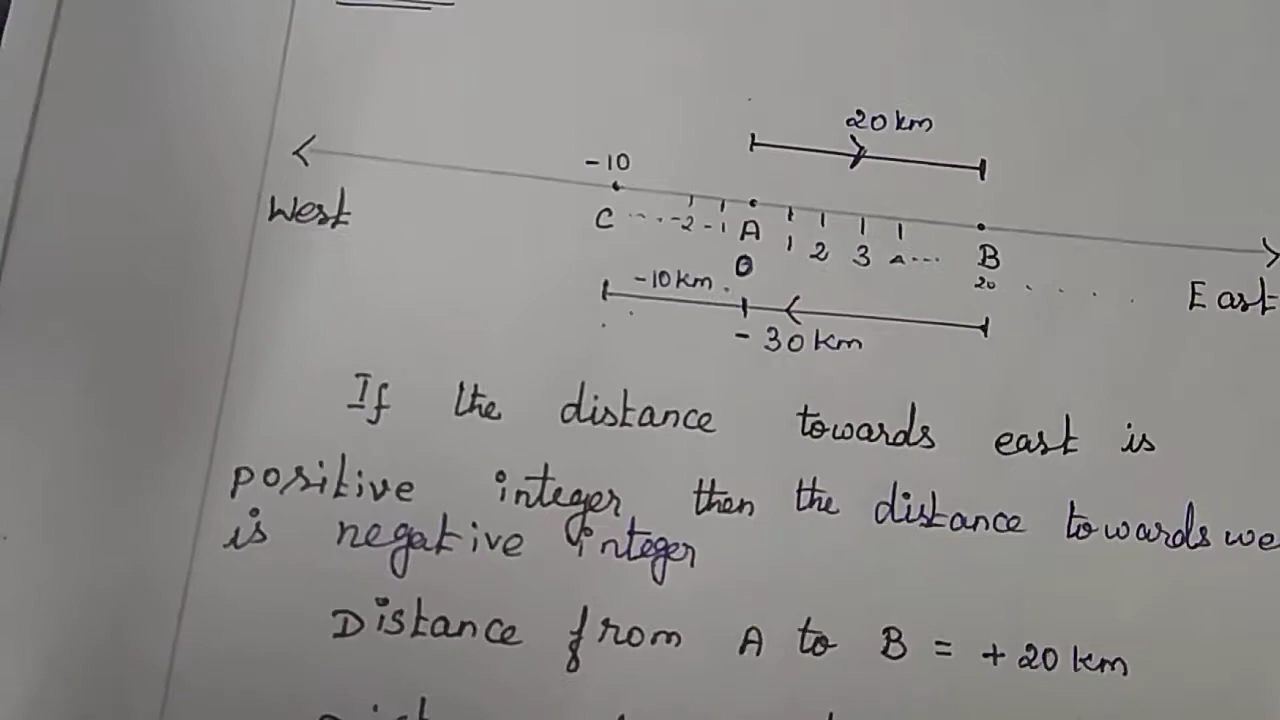 20 km
-10
West
C ....-2 -1 A 1 2 3 4... B
0
20 . . . .
East
-10 km
- 30 km
If the distance towards east is
positive integer then the distance towards we
is negative integer
Distance from A to B = + 20 km